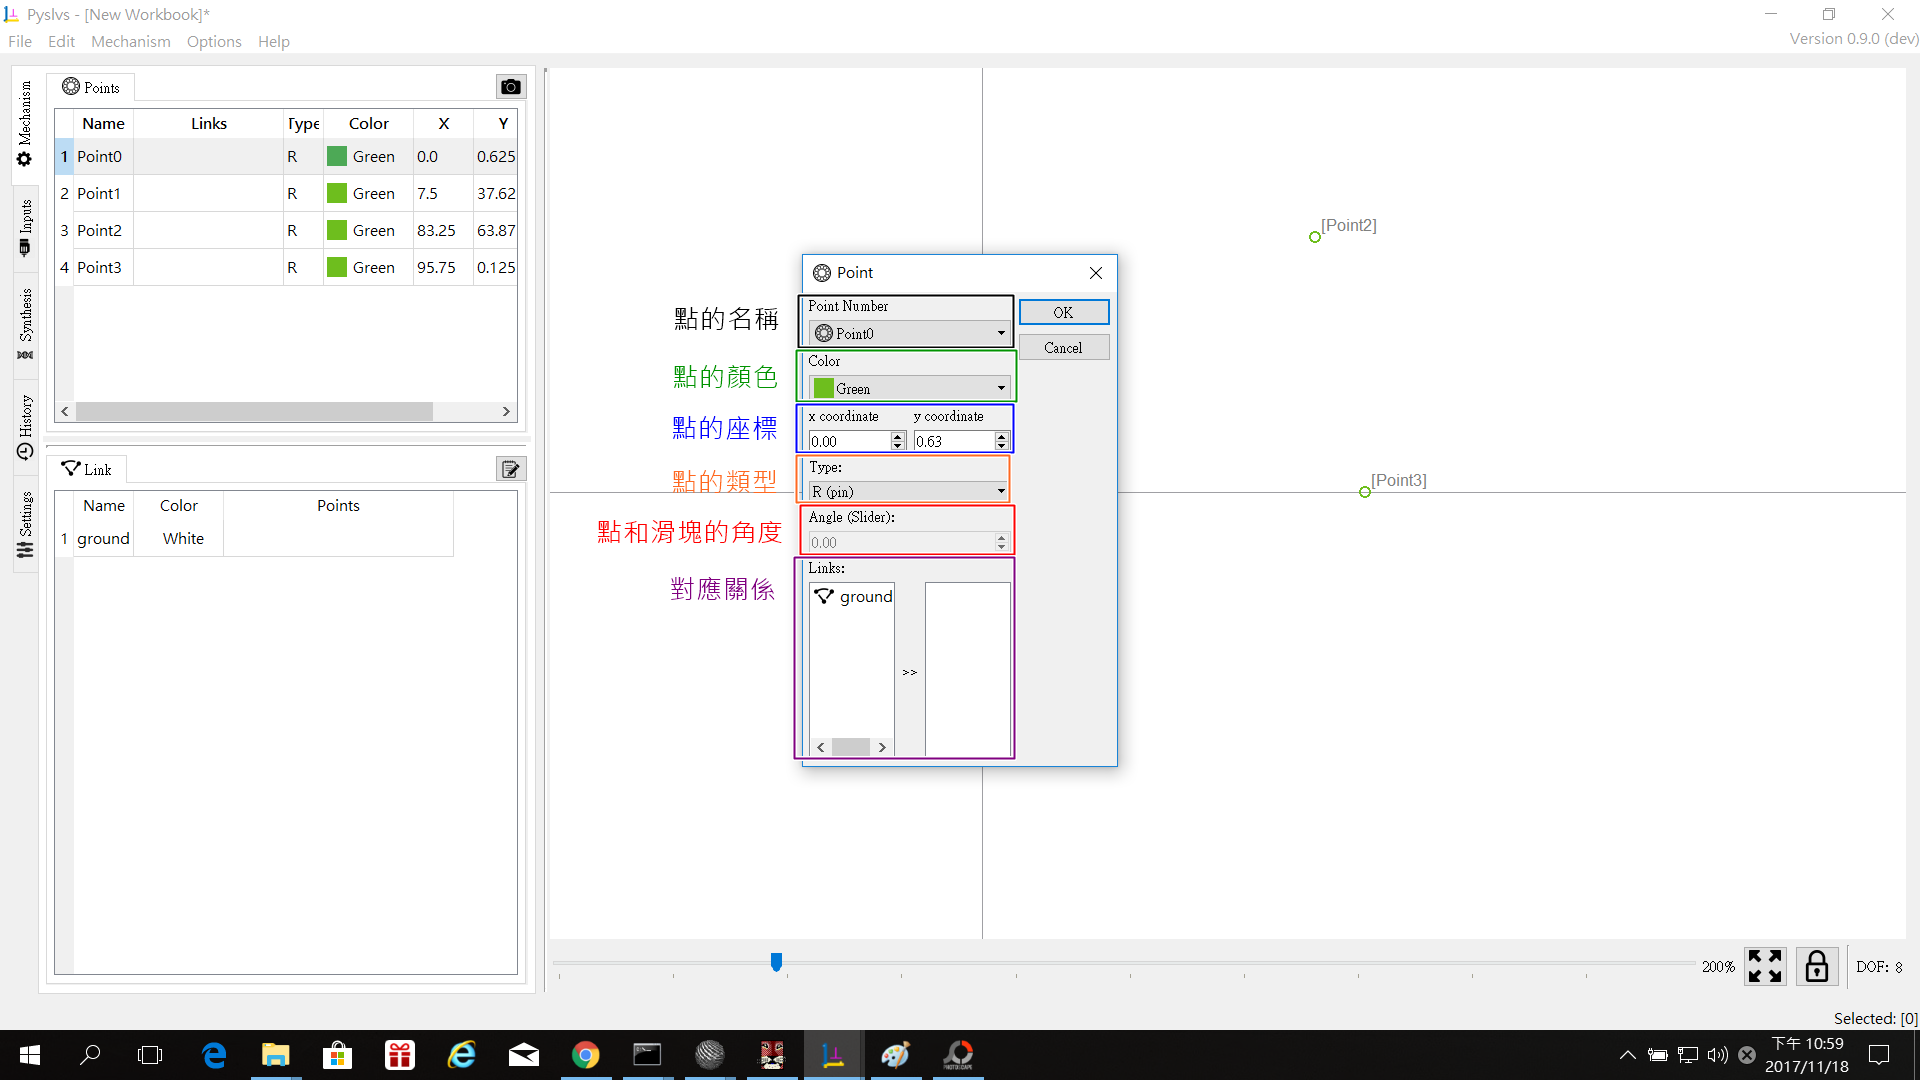 Pyslvs - [New Workbook]*
File Edit Mechanism Options Help
Version 0.9.0 (dev)
Mechanism
Inputs
Synthesis
History
Settings
Points
Name Links Type Color X Y
1 Point0 R Green 0.0 0.625
2 Point1 R Green 7.5 37.62
3 Point2 R Green 83.25 63.87
4 Point3 R Green 95.75 0.125
Link
Name Color Points
1 ground White
[Point2]
[Point3]
Point
點的名稱
Point Number
Point0
OK
Cancel
點的顏色
Color
Green
點的座標
x coordinate y coordinate
0.00 0.63
點的類型
Type:
R (pin)
點和滑塊的角度
Angle (Slider):
0.00
對應關係
Links:
ground
>>
200%
DOF: 8
Selected: [0]
PHOTOSCAPE
下午 10:59
2017/11/18